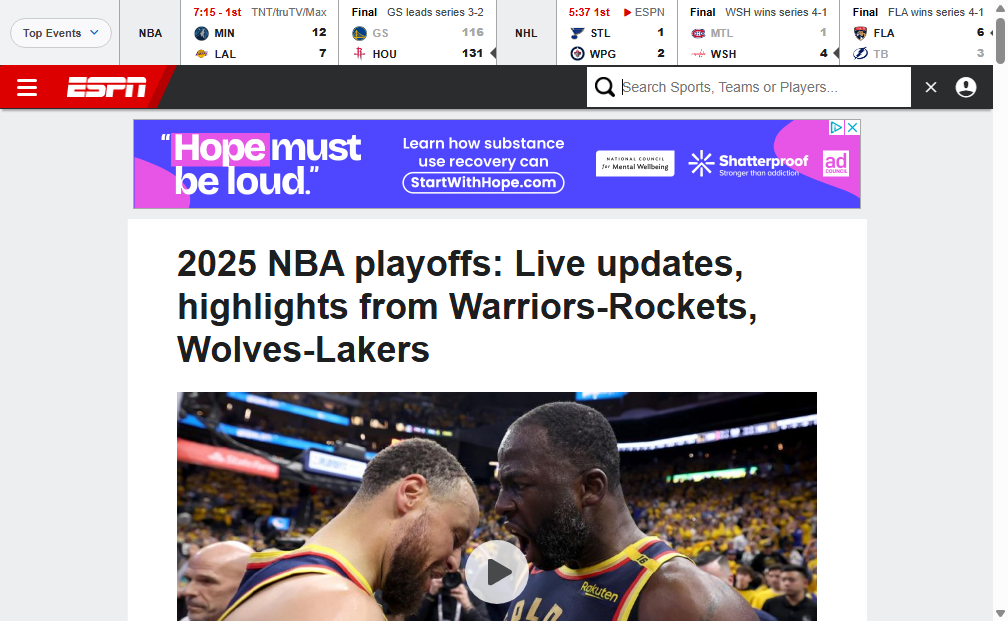 Top Events
NBA
7:15 - 1st TNT/truTV/Max
MIN 12
LAL 7
Final GS leads series 3-2
GS 116
HOU 131
NHL
5:37 1st ESPN
STL 1
WPG 2
Final WSH wins series 4-1
MTL 1
WSH 4
Final FLA wins series 4-1
FLA 6
TB 3
ESPN
Search Sports, Teams or Players...
“Hope must
be loud.”
Learn how substance
use recovery can
StartWithHope.com
NATIONAL COUNCIL
for Mental Wellbeing
Shatterproof
Stronger than addiction
ad
COUNCIL
2025 NBA playoffs: Live updates,
highlights from Warriors-Rockets,
Wolves-Lakers
State Farm
Rakuten